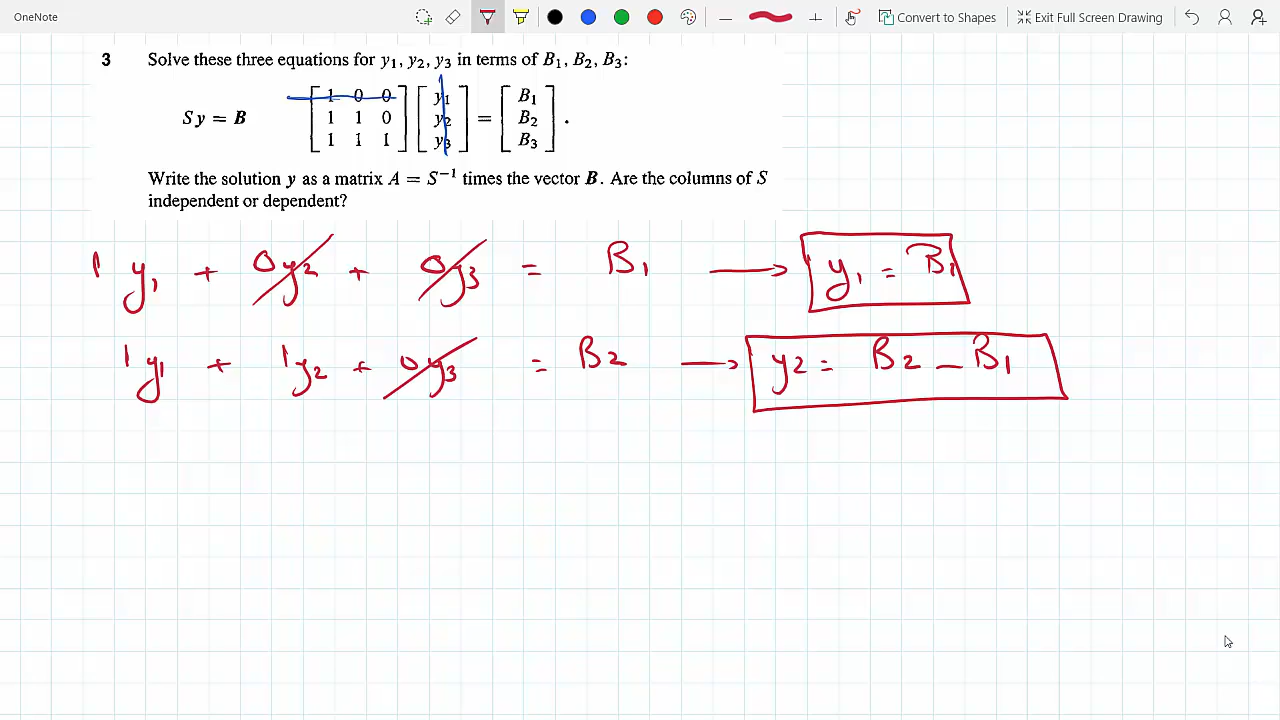 OneNote
Convert to Shapes
Exit Full Screen Drawing
3 Solve these three equations for y₁, y₂, y₃ in terms of B₁, B₂, B₃:
Sy = B [1 0 0; 1 1 0; 1 1 1] [y₁; y₂; y₃] = [B₁; B₂; B₃].
Write the solution y as a matrix A = S⁻¹ times the vector B. Are the columns of S
independent or dependent?
1 y₁ + 0y₂ + 0y₃ = B₁ → y₁ = B₁
1y₁ + 1y₂ + 0y₃ = B₂ → y₂ = B₂ – B₁